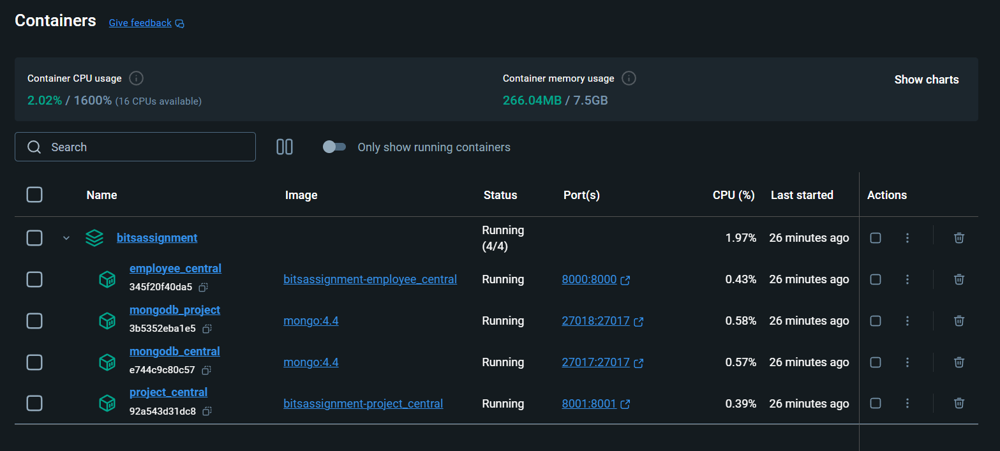 Containers Give feedback
Container CPU usage
2.02% / 1600% (16 CPUs available)
Container memory usage
266.04MB / 7.5GB
Show charts
Search
Only show running containers
Name Image Status Port(s) CPU (%) Last started Actions
bitsassignment Running (4/4) 1.97% 26 minutes ago
employee_central
345f20f40da5
bitsassignment-employee_central Running 8000:8000 0.43% 26 minutes ago
mongodb_project
3b5352eba1e5
mongo:4.4 Running 27018:27017 0.58% 26 minutes ago
mongodb_central
e744c9c80c57
mongo:4.4 Running 27017:27017 0.57% 26 minutes ago
project_central
92a543d31dc8
bitsassignment-project_central Running 8001:8001 0.39% 26 minutes ago